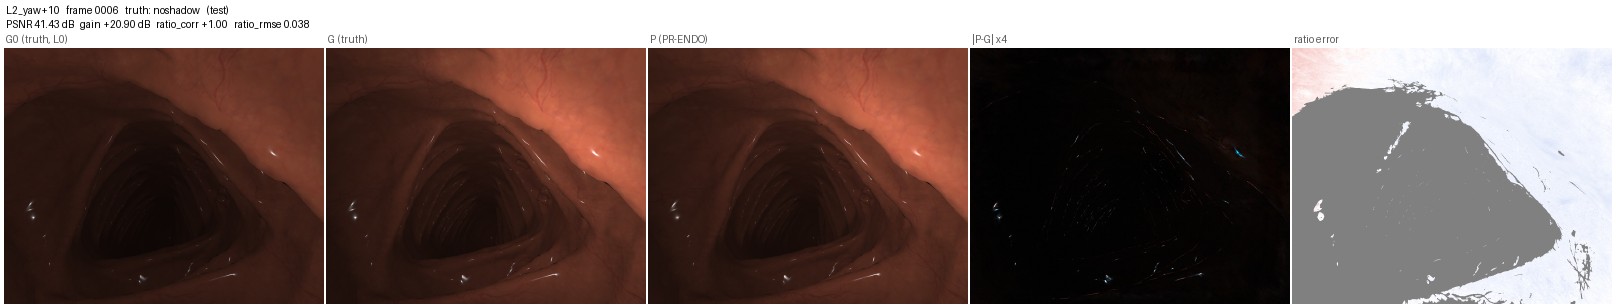 L2_yaw+10 frame 0006 truth: noshadow (test)
PSNR 41.43 dB gain +20.90 dB ratio_corr +1.00 ratio_rmse 0.038
G0 (truth, L0)
G (truth)
P (PR-ENDO)
|P-G| x4
ratio error